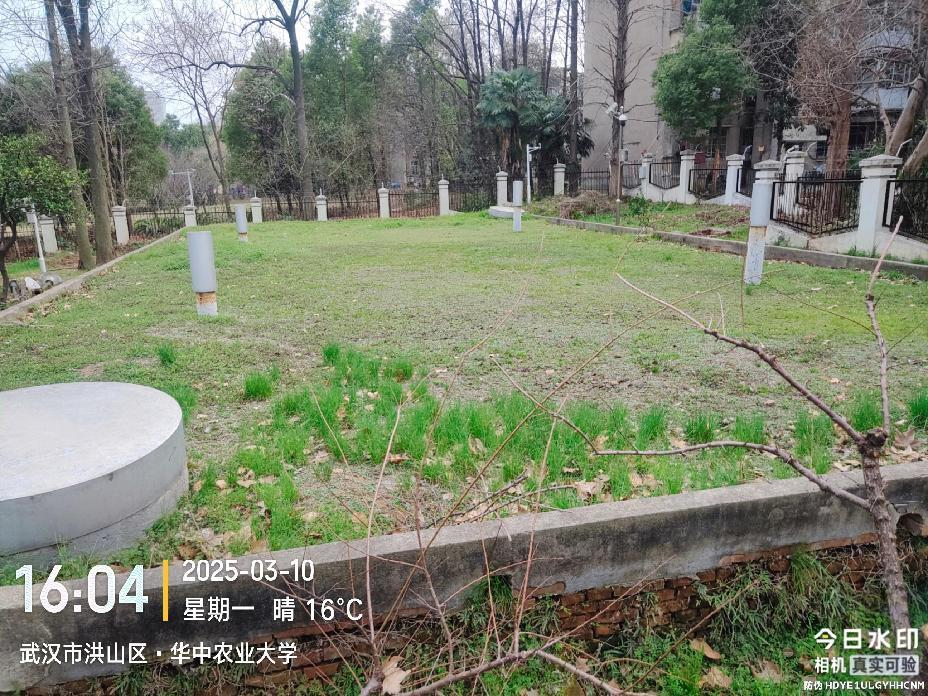 16:04
2025-03-10
星期一 晴 16°C
武汉市洪山区·华中农业大学
今日水印
相机 真实可验
防伪 HDYE1ULGYHHCNM